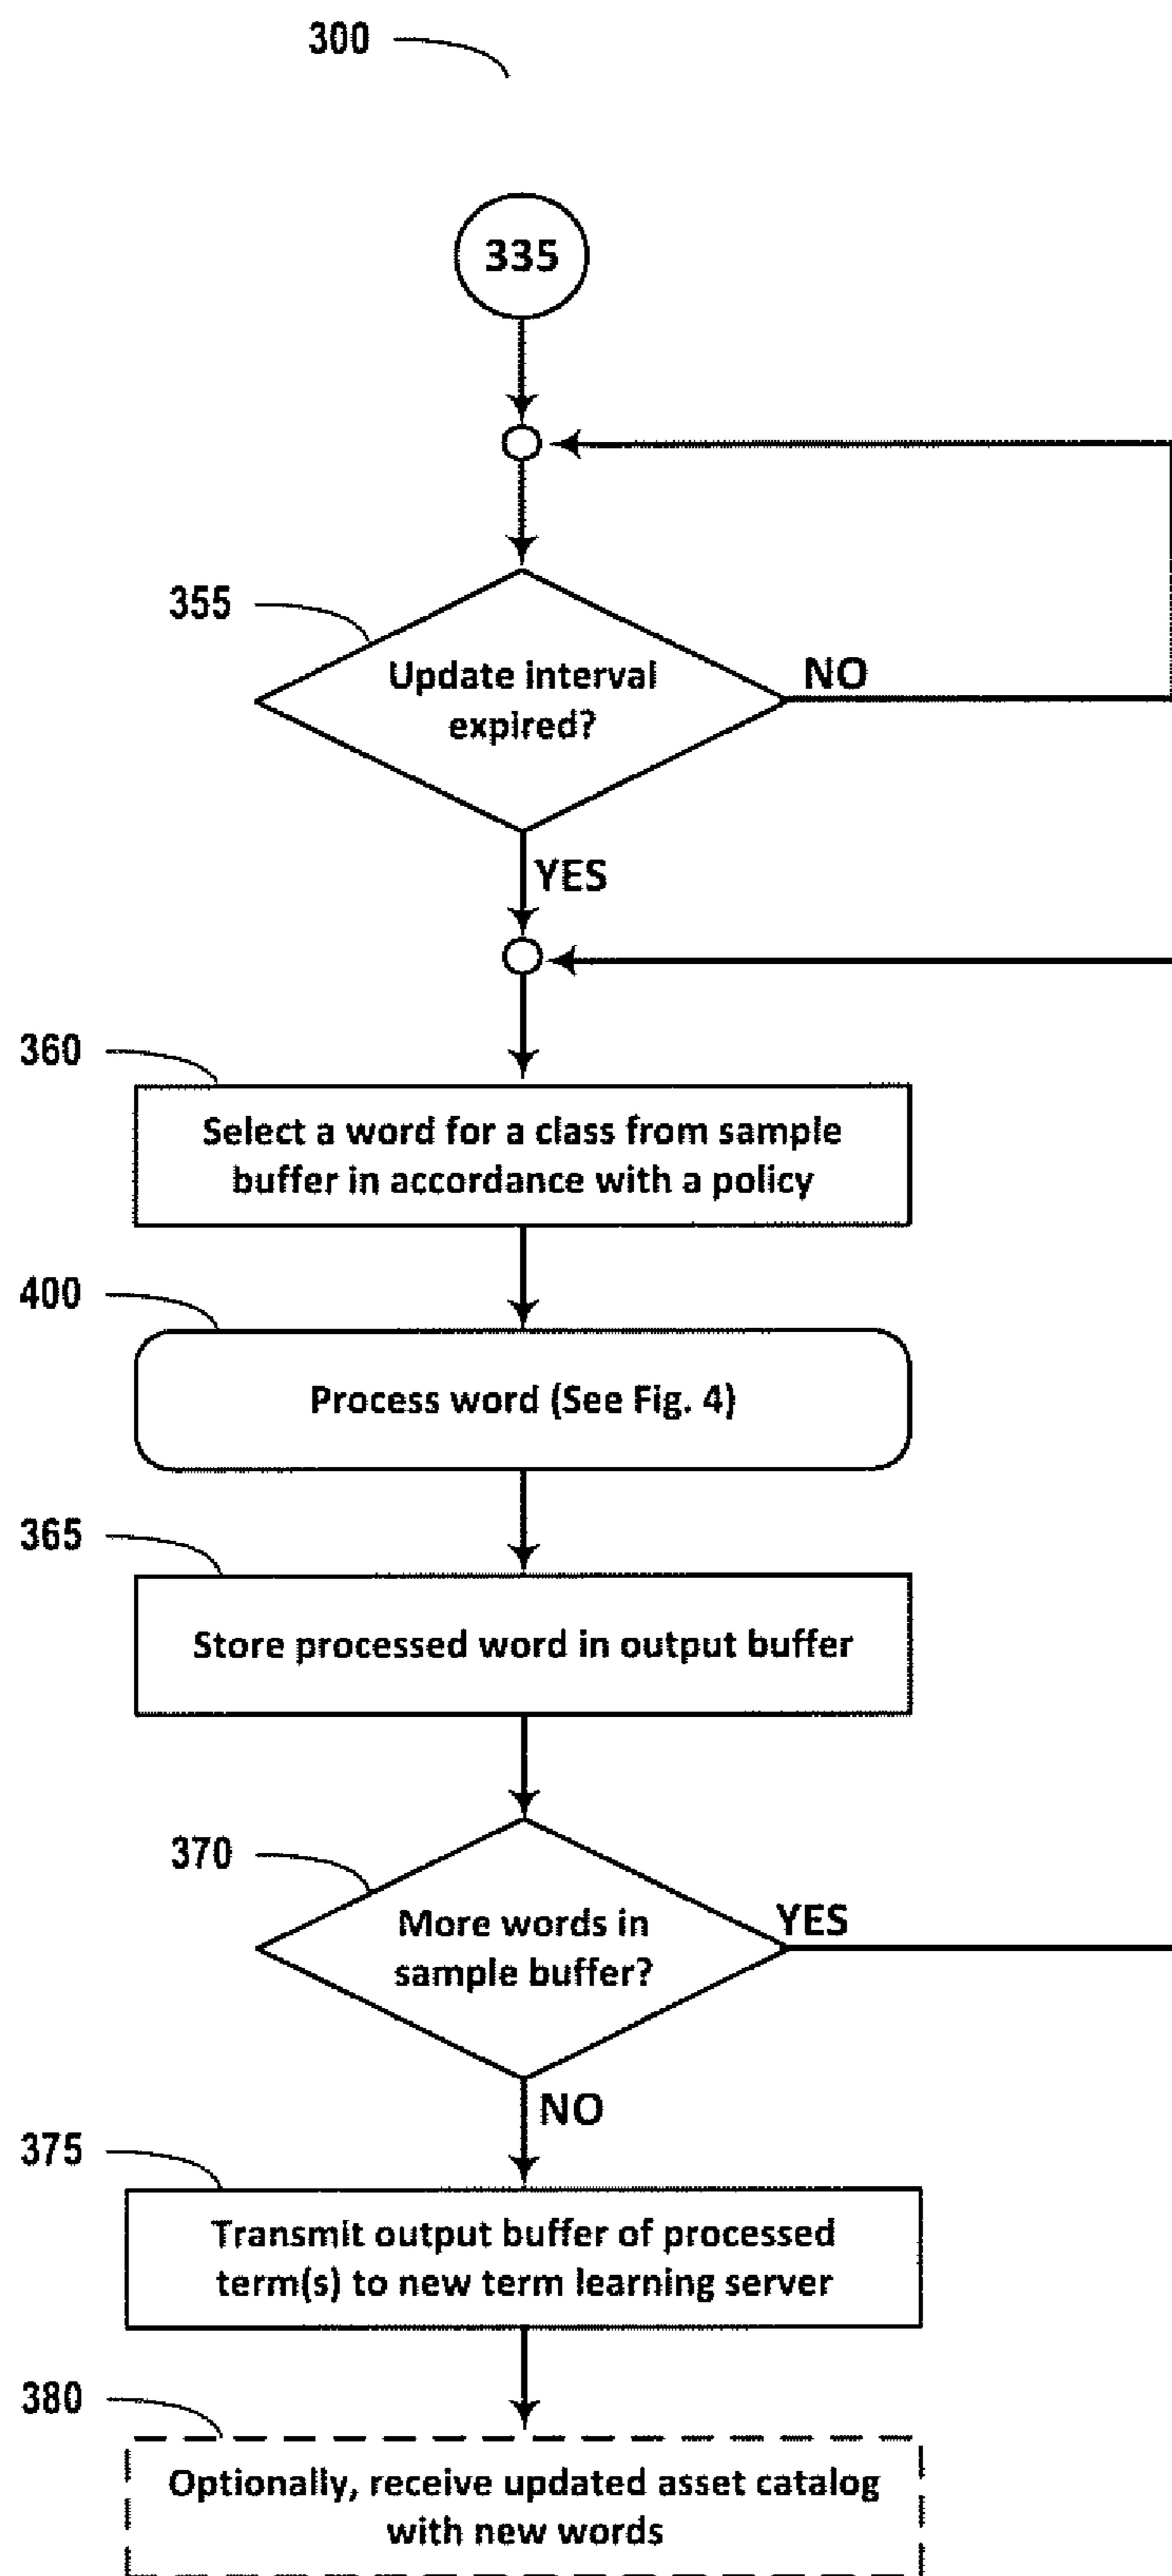 300
335
355
Update interval
expired?
NO
YES
360
Select a word for a class from sample
buffer in accordance with a policy
400
Process word (See Fig. 4)
365
Store processed word in output buffer
370
More words in
sample buffer?
YES
NO
375
Transmit output buffer of processed
term(s) to new term learning server
380
Optionally, receive updated asset catalog
with new words